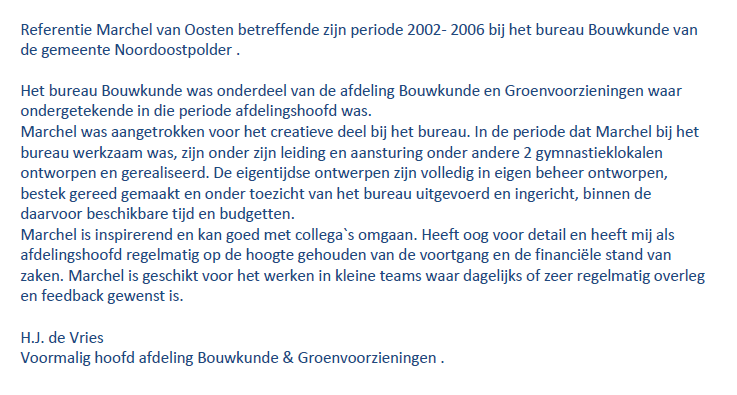 Referentie Marchel van Oosten betreffende zijn periode 2002- 2006 bij het bureau Bouwkunde van
de gemeente Noordoostpolder .
Het bureau Bouwkunde was onderdeel van de afdeling Bouwkunde en Groenvoorzieningen waar
ondergetekende in die periode afdelingshoofd was.
Marchel was aangetrokken voor het creatieve deel bij het bureau. In de periode dat Marchel bij het
bureau werkzaam was, zijn onder zijn leiding en aansturing onder andere 2 gymnastieklokalen
ontworpen en gerealiseerd. De eigentijdse ontwerpen zijn volledig in eigen beheer ontworpen,
bestek gereed gemaakt en onder toezicht van het bureau uitgevoerd en ingericht, binnen de
daarvoor beschikbare tijd en budgetten.
Marchel is inspirerend en kan goed met collega`s omgaan. Heeft oog voor detail en heeft mij als
afdelingshoofd regelmatig op de hoogte gehouden van de voortgang en de financiële stand van
zaken. Marchel is geschikt voor het werken in kleine teams waar dagelijks of zeer regelmatig overleg
en feedback gewenst is.
H.J. de Vries
Voormalig hoofd afdeling Bouwkunde & Groenvoorzieningen .